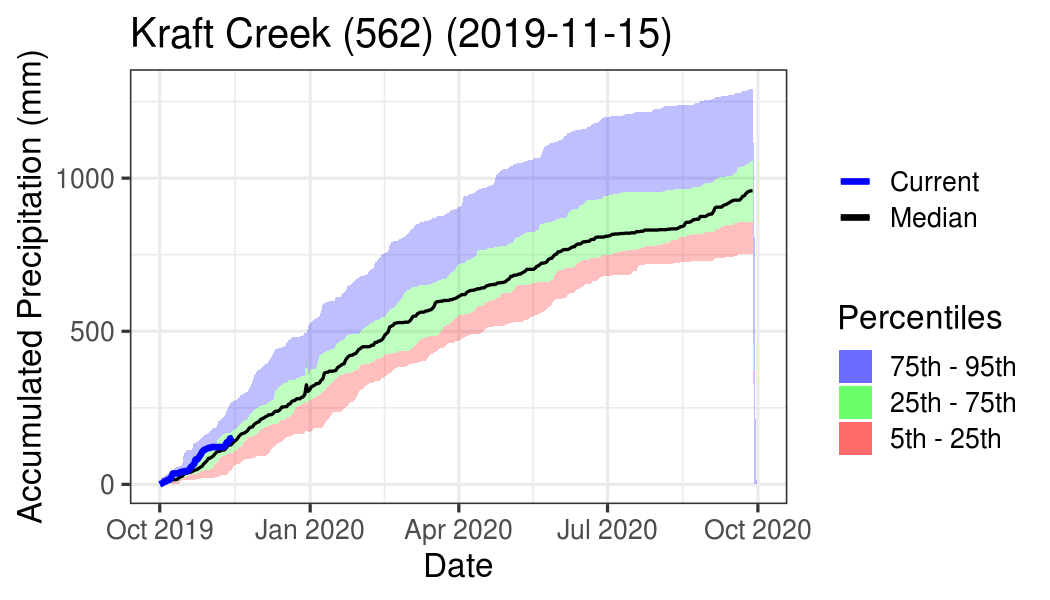 Kraft Creek (562) (2019-11-15)
Accumulated Precipitation (mm)
1000
500
0
Oct 2019
Jan 2020
Apr 2020
Jul 2020
Oct 2020
Date
Current
Median
Percentiles
75th - 95th
25th - 75th
5th - 25th